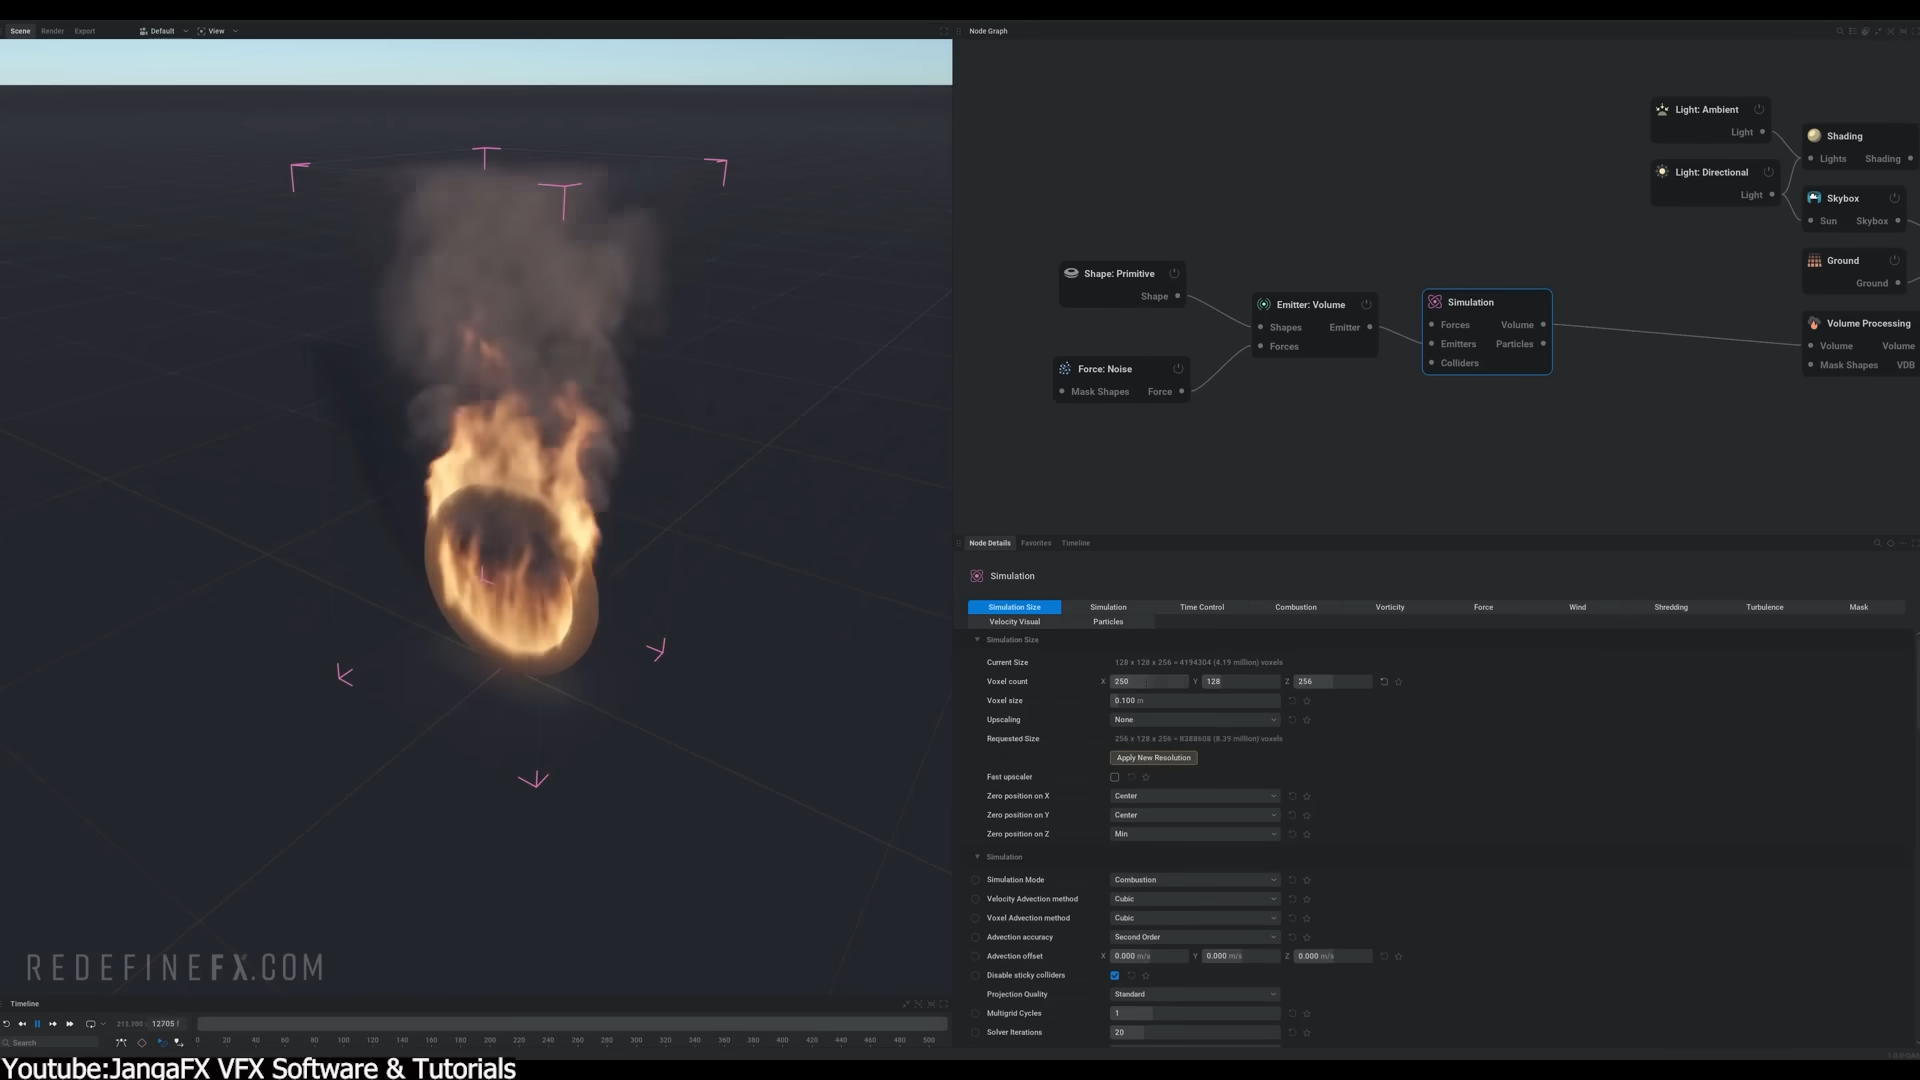 Scene Render Export Default View
Node Graph
Light: Ambient
Light
Light: Directional
Light
Shading
Lights Shading
Skybox
Sun Skybox
Ground
Ground
Volume Processing
Volume Volume
Mask Shapes VDB
Shape: Primitive
Shape
Force: Noise
Mask Shapes Force
Emitter: Volume
Shapes Emitter
Forces
Simulation
Forces Volume
Emitters Particles
Colliders
Node Details Favorites Timeline
Simulation
Simulation Size Simulation Time Control Combustion Vorticity Force Wind Shredding Turbulence Mask
Velocity Visual Particles
Simulation Size
Current Size 128 x 128 x 256 = 4194304 (4.19 million) voxels
Voxel count X 250 Y 128 Z 256
Voxel size 0.100 m
Upscaling None
Requested Size 256 x 128 x 256 = 8388608 (8.39 million) voxels
Apply New Resolution
Fast upscaler
Zero position on X Center
Zero position on Y Center
Zero position on Z Min
Simulation
Simulation Mode Combustion
Velocity Advection method Cubic
Voxel Advection method Cubic
Advection accuracy Second Order
Advection offset X 0.000 m/s Y 0.000 m/s Z 0.000 m/s
Disable sticky colliders
Projection Quality Standard
Multigrid Cycles 1
Solver Iterations 20
REDEFINEFX.COM
Timeline
12705 f
Search
0 20 40 60 80 100 120 140 160 180 200 220 240 260 280 300 320 340 360 380 400 420 440 460 480 500
Youtube:JangaFX VFX Software & Tutorials